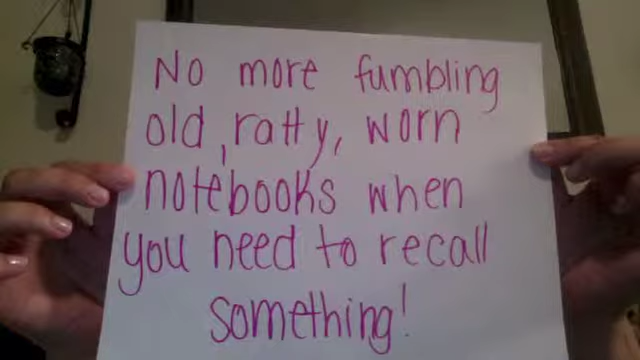 No more fumbling
old, ratty, worn
notebooks when
you need to recall
something!